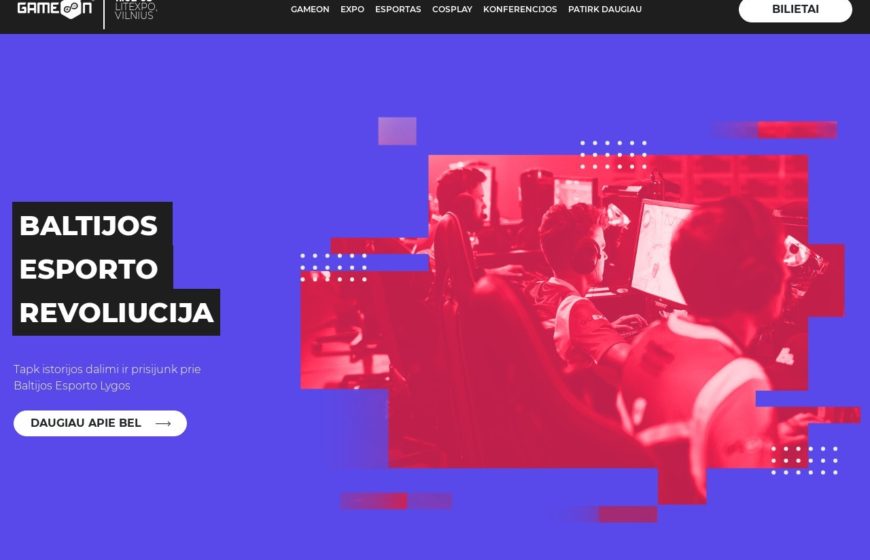 GAMEON
LITEXPO,
VILNIUS
GAMEON EXPO ESPORTAS COSPLAY KONFERENCIJOS PATIRK DAUGIAU
BILIETAI
BALTIJOS
ESPORTO
REVOLIUCIJA
Tapk istorijos dalimi ir prisijunk prie
Baltijos Esporto Lygos
DAUGIAU APIE BEL